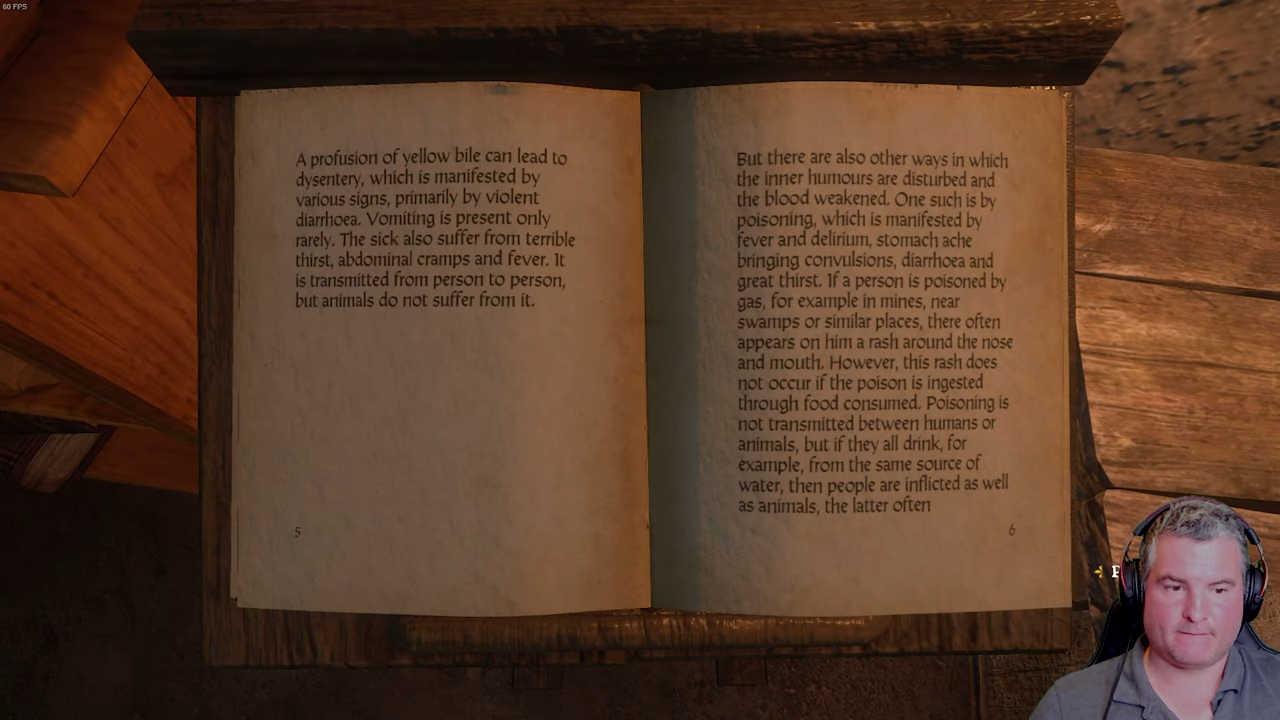 60 FPS
A profusion of yellow bile can lead to
dysentery, which is manifested by
various signs, primarily by violent
diarrhoea. Vomiting is present only
rarely. The sick also suffer from terrible
thirst, abdominal cramps and fever. It
is transmitted from person to person,
but animals do not suffer from it.
5
But there are also other ways in which
the inner humours are disturbed and
the blood weakened. One such is by
poisoning, which is manifested by
fever and delirium, stomach ache
bringing convulsions, diarrhoea and
great thirst. If a person is poisoned by
gas, for example in mines, near
swamps or similar places, there often
appears on him a rash around the nose
and mouth. However, this rash does
not occur if the poison is ingested
through food consumed. Poisoning is
not transmitted between humans or
animals, but if they all drink, for
example, from the same source of
water, then people are inflicted as well
as animals, the latter often
6